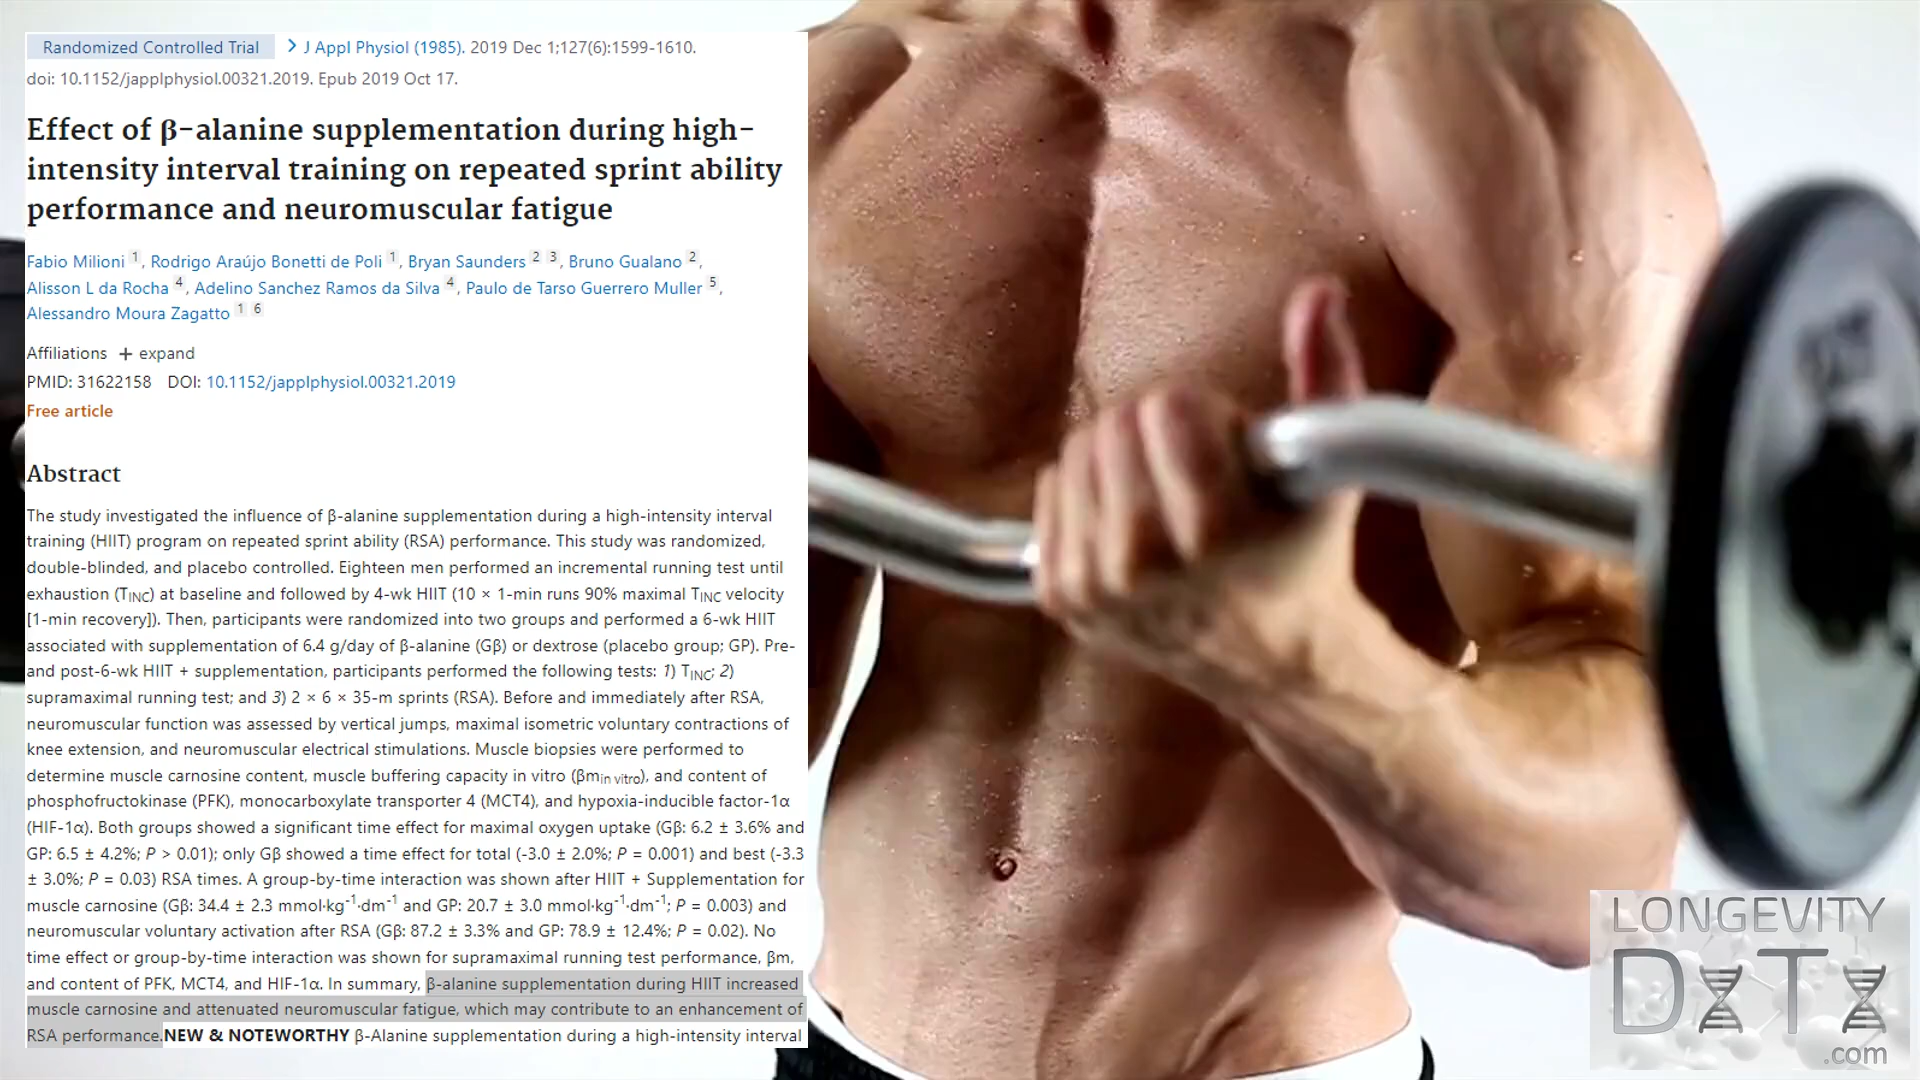 Randomized Controlled Trial > J Appl Physiol (1985). 2019 Dec 1;127(6):1599-1610.
doi: 10.1152/japplphysiol.00321.2019. Epub 2019 Oct 17.
Effect of β-alanine supplementation during high-
intensity interval training on repeated sprint ability
performance and neuromuscular fatigue
Fabio Milioni 1, Rodrigo Araújo Bonetti de Poli 1, Bryan Saunders 2 3, Bruno Gualano 2,
Alisson L da Rocha 4, Adelino Sanchez Ramos da Silva 4, Paulo de Tarso Guerrero Muller 5,
Alessandro Moura Zagatto 1 6
Affiliations + expand
PMID: 31622158 DOI: 10.1152/japplphysiol.00321.2019
Free article
Abstract
The study investigated the influence of β-alanine supplementation during a high-intensity interval
training (HIIT) program on repeated sprint ability (RSA) performance. This study was randomized,
double-blinded, and placebo controlled. Eighteen men performed an incremental running test until
exhaustion (TINC) at baseline and followed by 4-wk HIIT (10 × 1-min runs 90% maximal TINC velocity
[1-min recovery]). Then, participants were randomized into two groups and performed a 6-wk HIIT
associated with supplementation of 6.4 g/day of β-alanine (Gβ) or dextrose (placebo group; GP). Pre-
and post-6-wk HIIT + supplementation, participants performed the following tests: 1) TINC; 2)
supramaximal running test; and 3) 2 × 6 × 35-m sprints (RSA). Before and immediately after RSA,
neuromuscular function was assessed by vertical jumps, maximal isometric voluntary contractions of
knee extension, and neuromuscular electrical stimulations. Muscle biopsies were performed to
determine muscle carnosine content, muscle buffering capacity in vitro (βmin vitro), and content of
phosphofructokinase (PFK), monocarboxylate transporter 4 (MCT4), and hypoxia-inducible factor-1α
(HIF-1α). Both groups showed a significant time effect for maximal oxygen uptake (Gβ: 6.2 ± 3.6% and
GP: 6.5 ± 4.2%; P > 0.01); only Gβ showed a time effect for total (-3.0 ± 2.0%; P = 0.001) and best (-3.3
± 3.0%; P = 0.03) RSA times. A group-by-time interaction was shown after HIIT + Supplementation for
muscle carnosine (Gβ: 34.4 ± 2.3 mmol·kg-1·dm-1 and GP: 20.7 ± 3.0 mmol·kg-1·dm-1; P = 0.003) and
neuromuscular voluntary activation after RSA (Gβ: 87.2 ± 3.3% and GP: 78.9 ± 12.4%; P = 0.02). No
time effect or group-by-time interaction was shown for supramaximal running test performance, βm,
and content of PFK, MCT4, and HIF-1α. In summary, β-alanine supplementation during HIIT increased
muscle carnosine and attenuated neuromuscular fatigue, which may contribute to an enhancement of
RSA performance.NEW & NOTEWORTHY β-Alanine supplementation during a high-intensity interval
LONGEVITY
DATA
.com